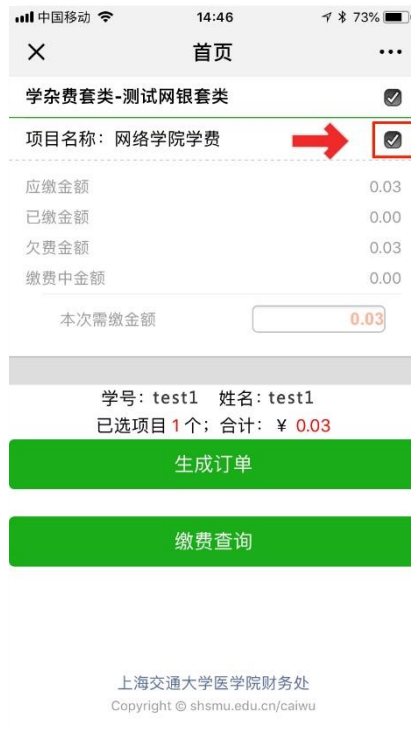 中国移动 14:46 73%
首页
学杂费套类-测试网银套类
项目名称：网络学院学费
应缴金额 0.03
已缴金额 0.00
欠费金额 0.03
缴费中金额 0.00
本次需缴金额 0.03
学号：test1 姓名：test1
已选项目1个；合计：￥ 0.03
生成订单
缴费查询
上海交通大学医学院财务处
Copyright © shsmu.edu.cn/caiwu